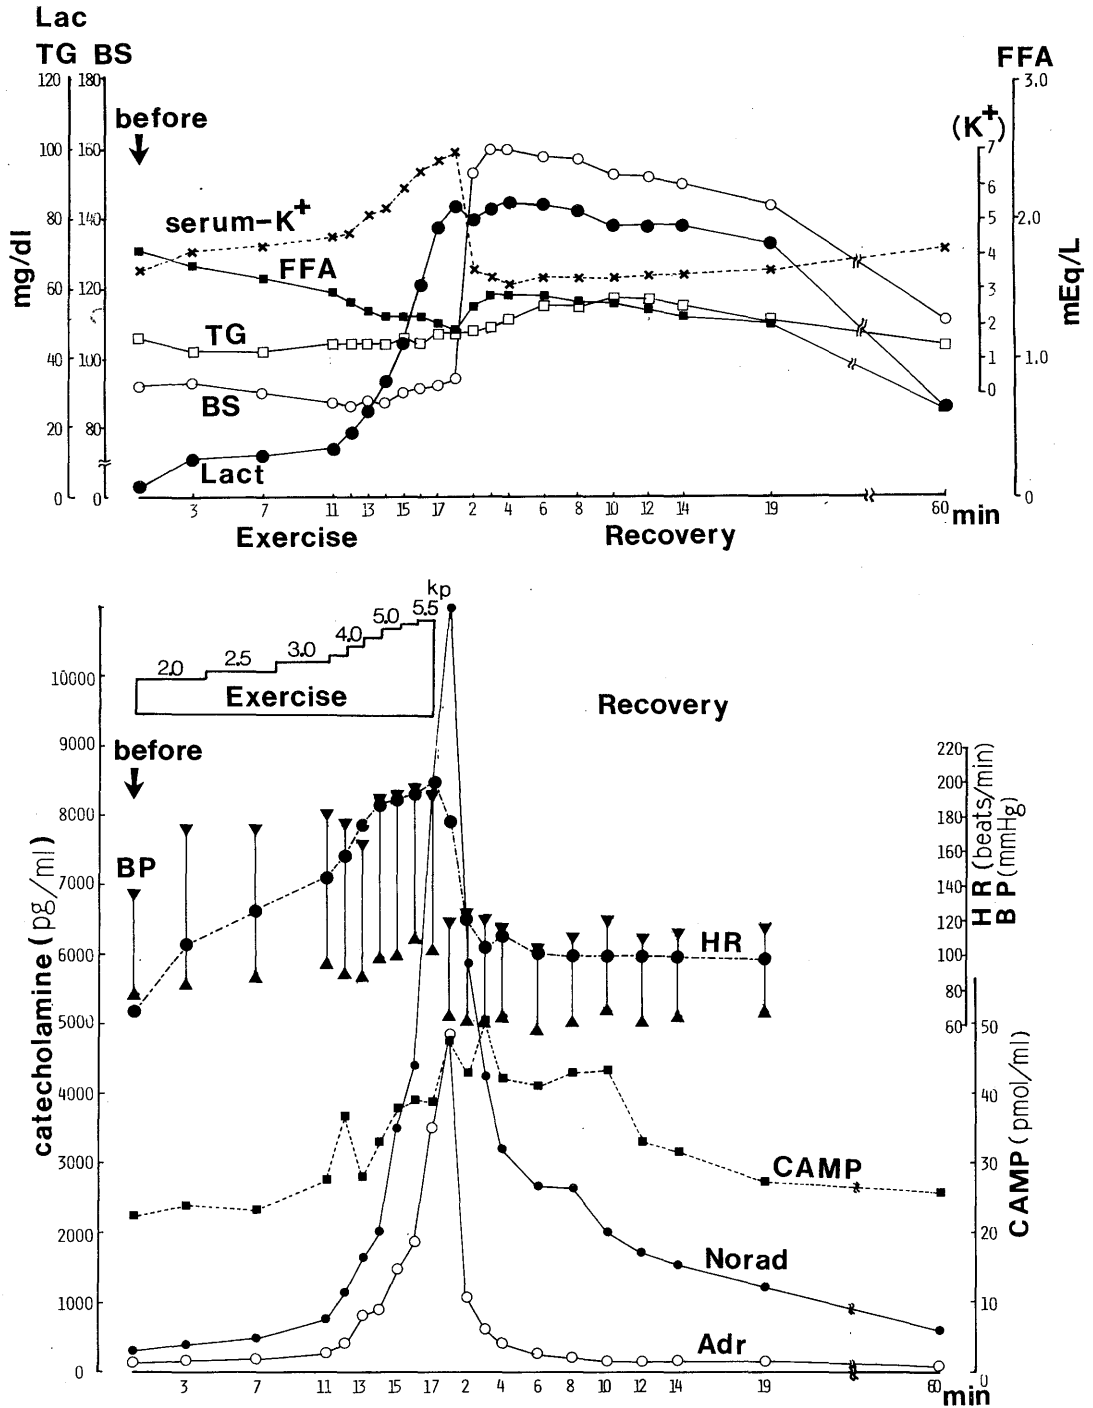 Lac
TG BS FFA
120 180 3.0
before (K+)
100 160 7
6
serum-K+
80 140 5 2.0
4
FFA
mg/dl mEq/L
60 120 3
TG 2
40 100 1 1.0
0
BS
20 80
Lact
0 0 0
3 7 11 13 15 17 2 4 6 8 10 12 14 19 60 min
Exercise Recovery
kp
2.0 2.5 3.0 4.0 5.0 5.5
10000
Exercise Recovery
9000
before 220
200
8000 180
BP 160
7000 140
HR (beats/min)
BP (mmHg)
120
HR
6000 100
80
5000 60 50
catecholamine (pg/ml)
4000 40
3000 30
CAMP
CAMP (pmol/ml)
2000 20
Norad
1000 10
Adr
0 0
3 7 11 13 15 17 2 4 6 8 10 12 14 19 60 min